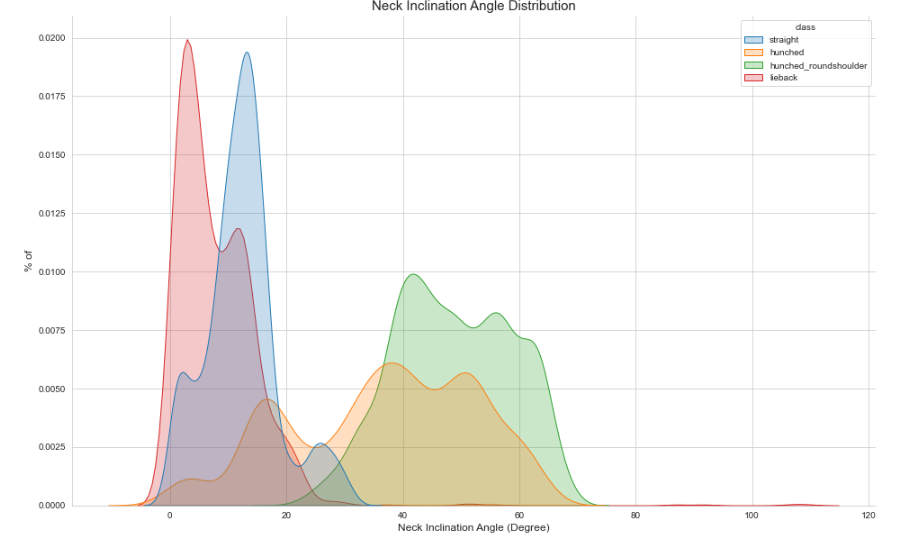 Neck Inclination Angle Distribution
class
straight
hunched
hunched_roundshoulder
lieback
0.0200
0.0175
0.0150
0.0125
0.0100
0.0075
0.0050
0.0025
0.0000
% of
0 20 40 60 80 100 120
Neck Inclination Angle (Degree)